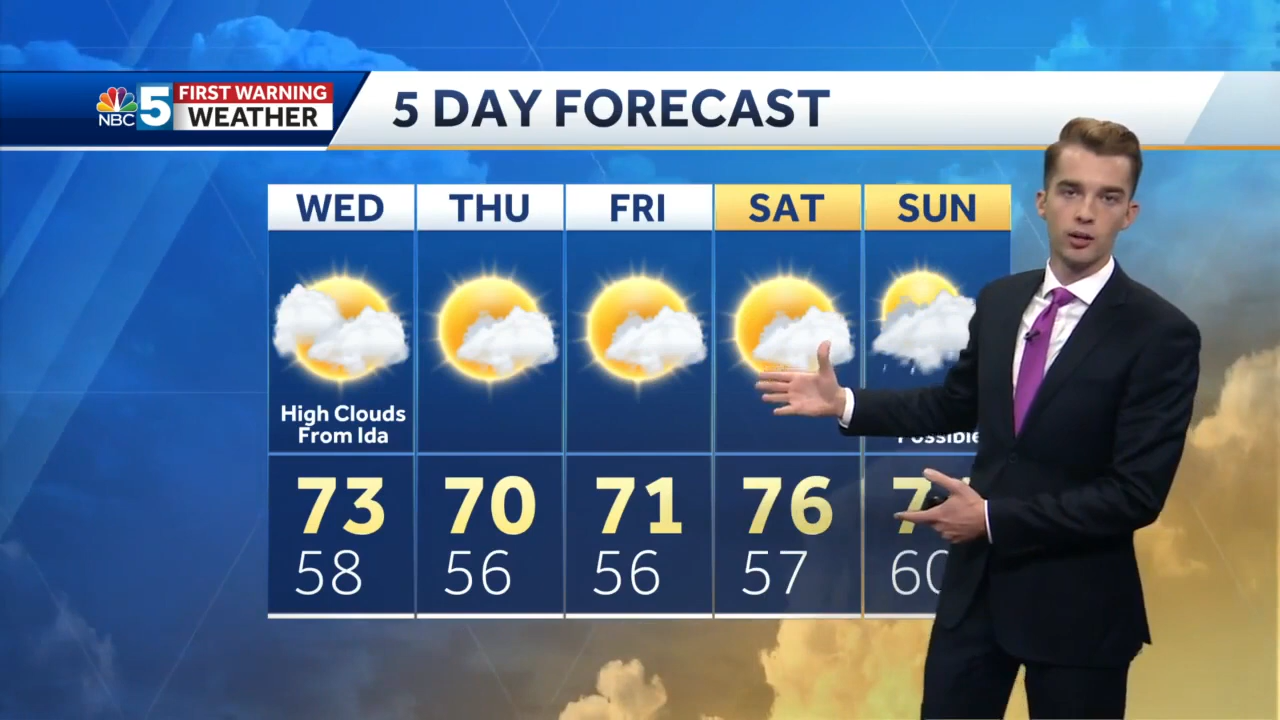 NBC 5 FIRST WARNING
WEATHER
5 DAY FORECAST
WED THU FRI SAT SUN
High Clouds
From Ida
Possible
73 70 71 76
58 56 56 57 60